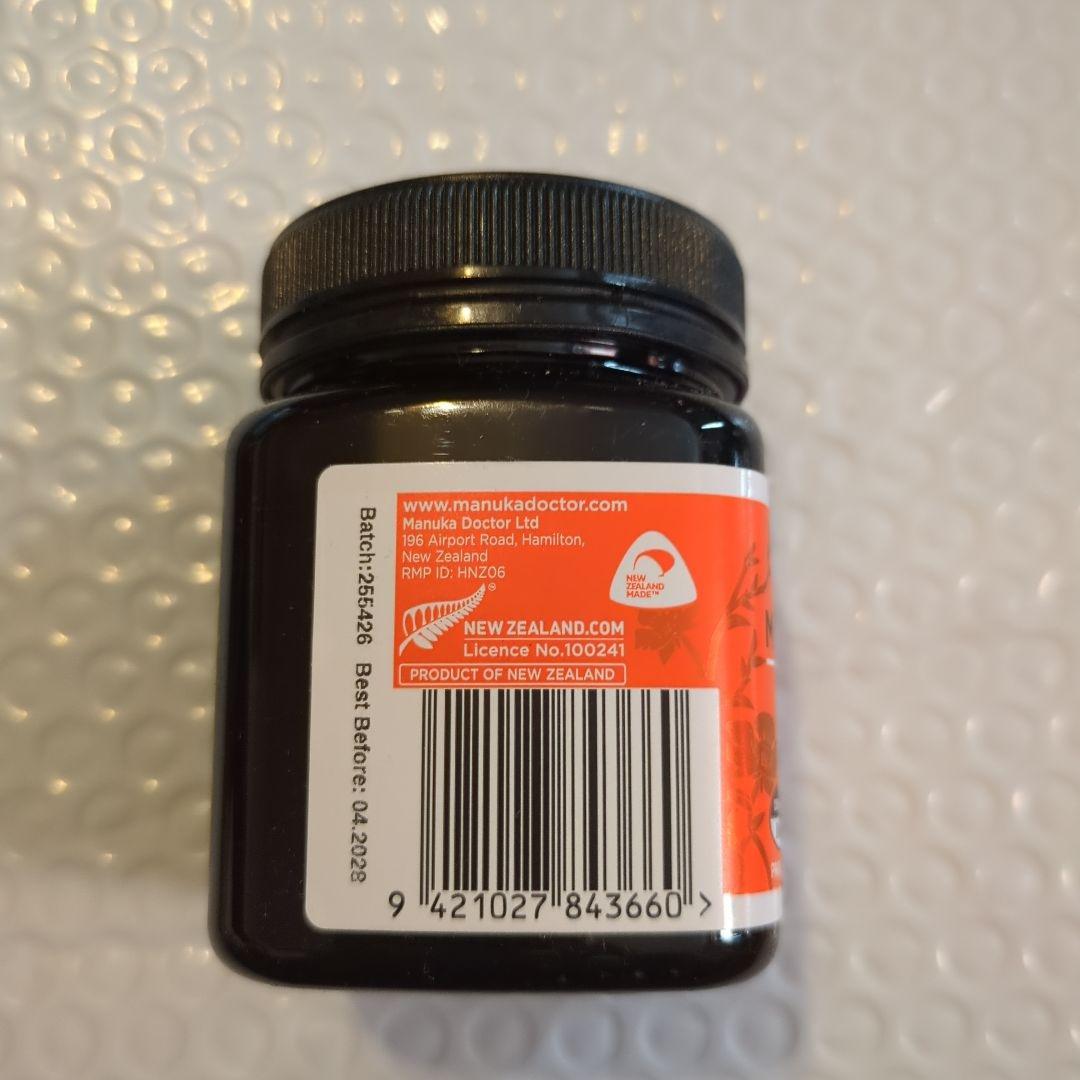 www.manukadoctor.com
Manuka Doctor Ltd
196 Airport Road, Hamilton,
New Zealand
RMP ID: HNZ06
NEW
ZEALAND
MADE™
NEW ZEALAND.COM
Licence No.100241
PRODUCT OF NEW ZEALAND
Batch:255426 Best Before: 04.2028
9 421027 843660 >